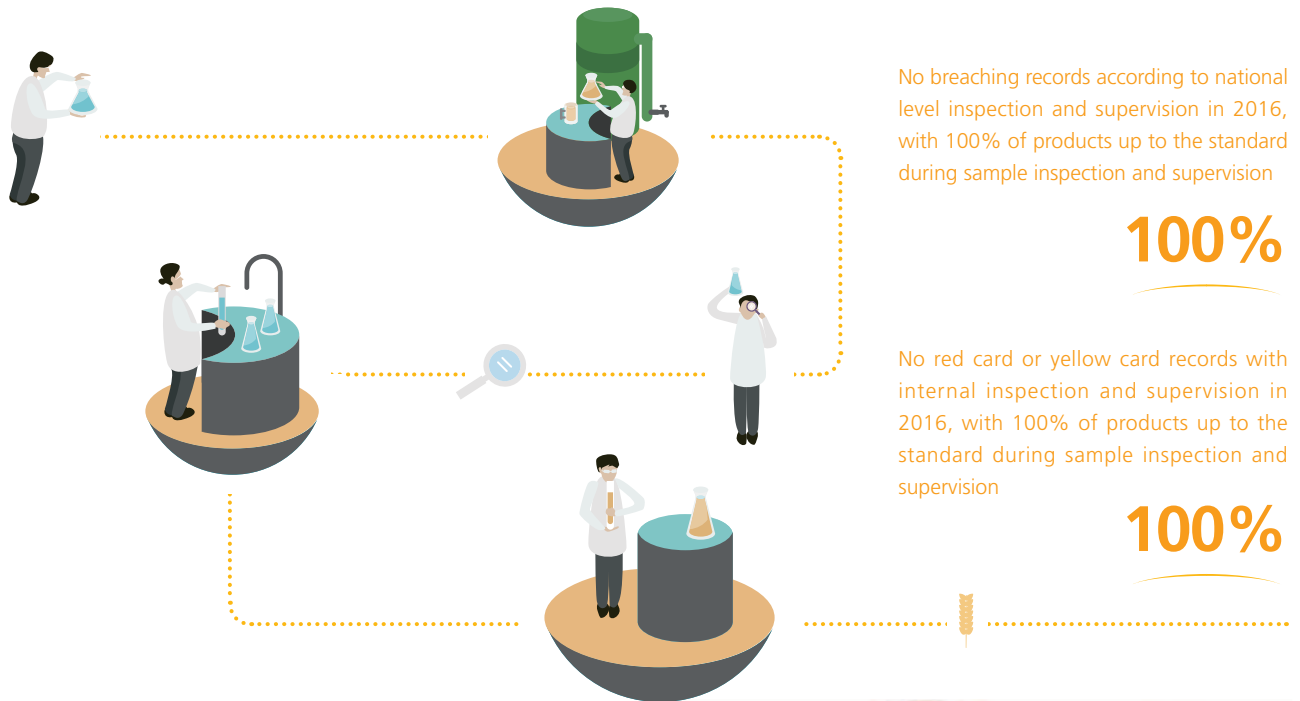 No breaching records according to national
level inspection and supervision in 2016,
with 100% of products up to the standard
during sample inspection and supervision
100%
No red card or yellow card records with
internal inspection and supervision in
2016, with 100% of products up to the
standard during sample inspection and
supervision
100%